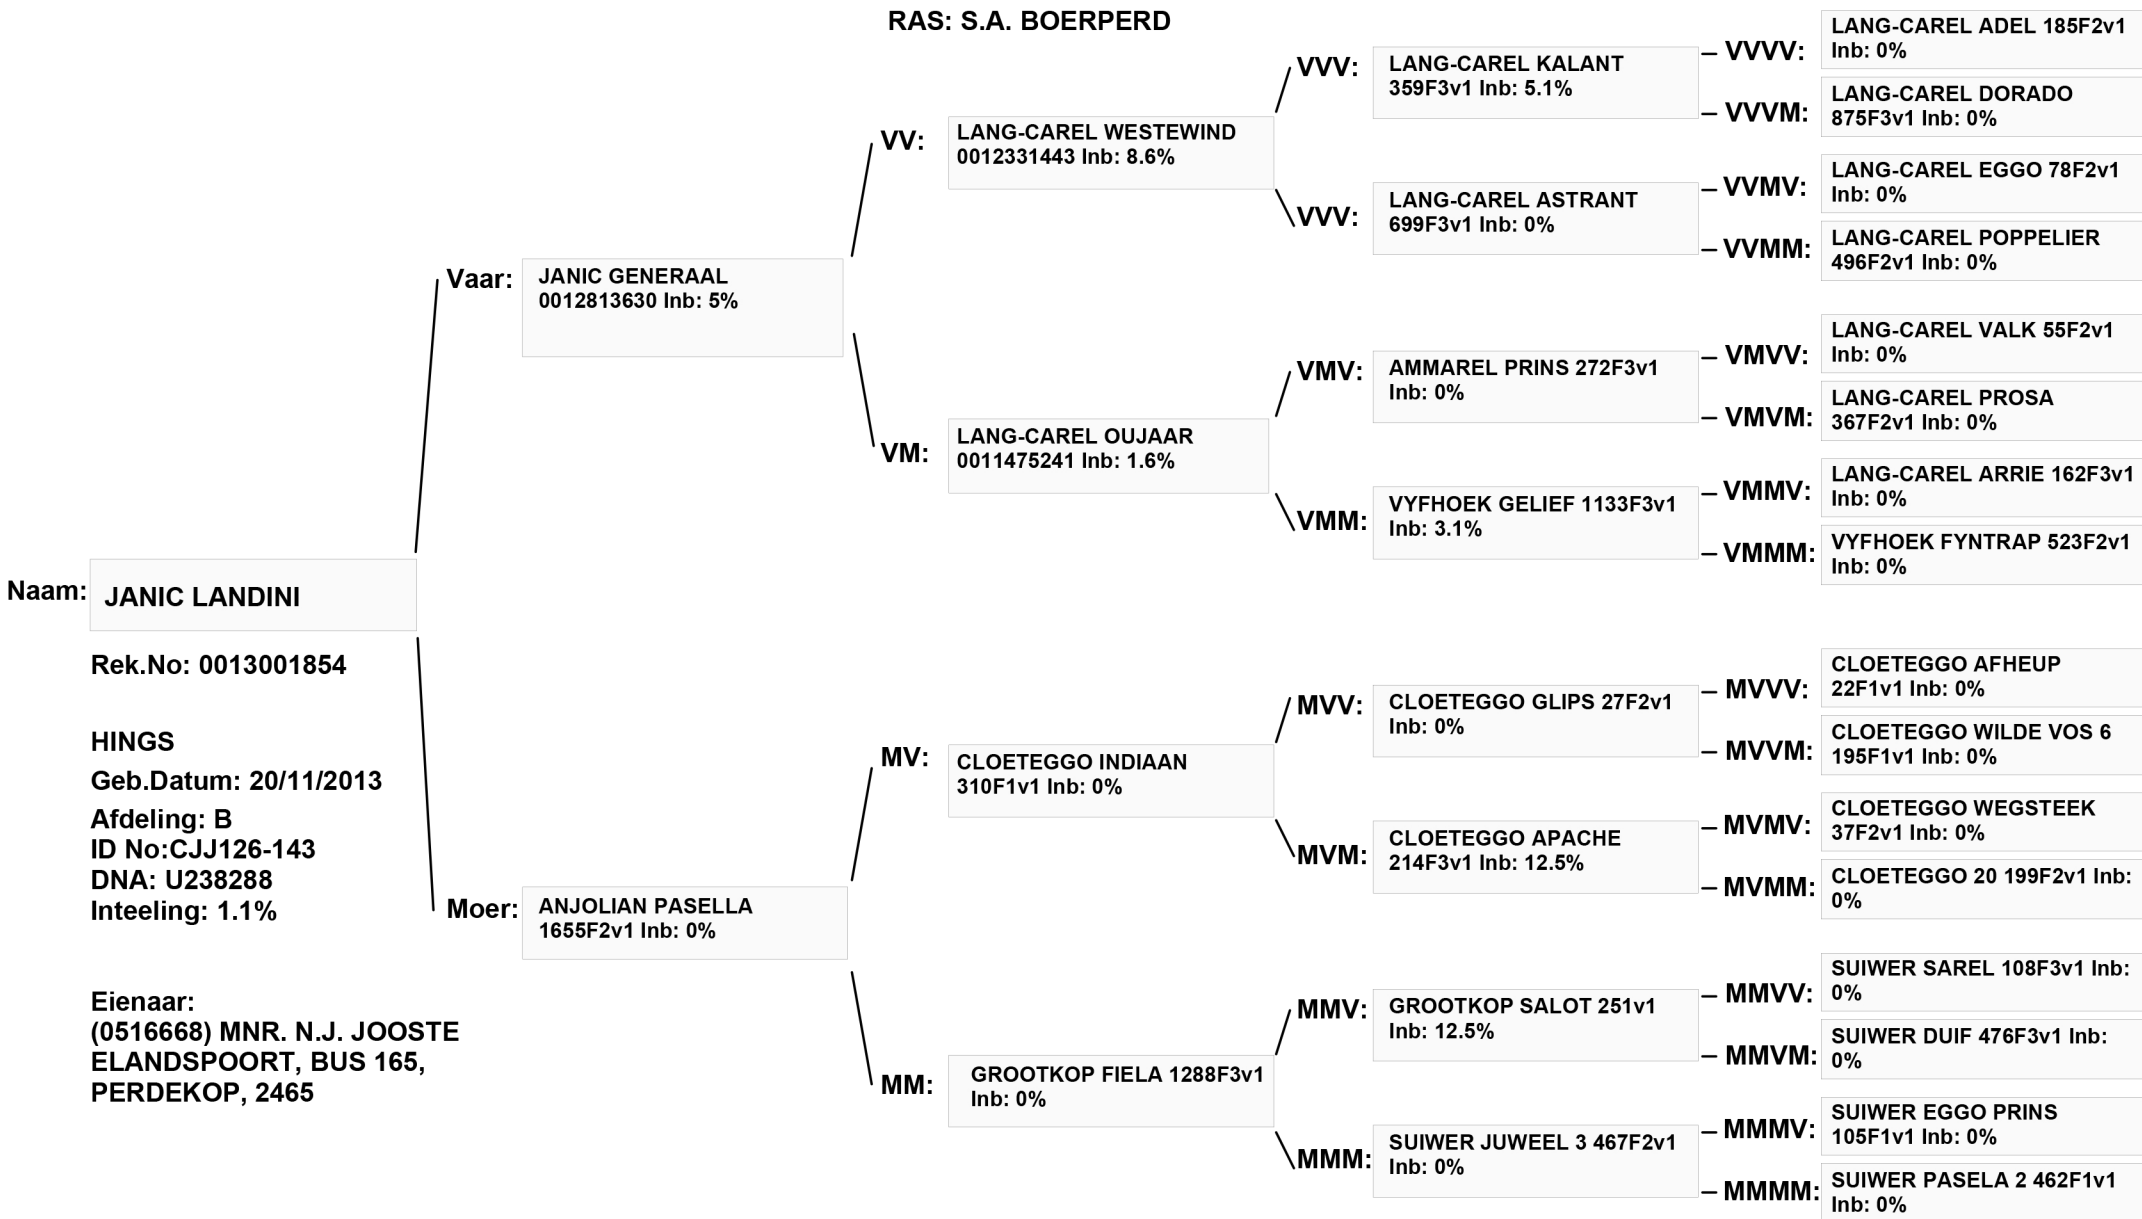 RAS: S.A. BOERPERD
Naam:
JANIC LANDINI
Rek.No: 0013001854
HINGS
Geb.Datum: 20/11/2013
Afdeling: B
ID No:CJJ126-143
DNA: U238288
Inteeling: 1.1%
Eienaar:
(0516668) MNR. N.J. JOOSTE
ELANDSPOORT, BUS 165,
PERDEKOP, 2465
Vaar:
JANIC GENERAAL
0012813630 Inb: 5%
Moer:
ANJOLIAN PASELLA
1655F2v1 Inb: 0%
VV:
LANG-CAREL WESTEWIND
0012331443 Inb: 8.6%
VM:
LANG-CAREL OUJAAR
0011475241 Inb: 1.6%
MV:
CLOETEGGO INDIAAN
310F1v1 Inb: 0%
MM:
GROOTKOP FIELA 1288F3v1
Inb: 0%
VVV:
LANG-CAREL KALANT
359F3v1 Inb: 5.1%
VVV:
LANG-CAREL ASTRANT
699F3v1 Inb: 0%
VMV:
AMMAREL PRINS 272F3v1
Inb: 0%
VMM:
VYFHOEK GELIEF 1133F3v1
Inb: 3.1%
MVV:
CLOETEGGO GLIPS 27F2v1
Inb: 0%
MVM:
CLOETEGGO APACHE
214F3v1 Inb: 12.5%
MMV:
GROOTKOP SALOT 251v1
Inb: 12.5%
MMM:
SUIWER JUWEEL 3 467F2v1
Inb: 0%
VVVV:
LANG-CAREL ADEL 185F2v1
Inb: 0%
VVVM:
LANG-CAREL DORADO
875F3v1 Inb: 0%
VVMV:
LANG-CAREL EGGO 78F2v1
Inb: 0%
VVMM:
LANG-CAREL POPPELIER
496F2v1 Inb: 0%
VMVV:
LANG-CAREL VALK 55F2v1
Inb: 0%
VMVM:
LANG-CAREL PROSA
367F2v1 Inb: 0%
VMMV:
LANG-CAREL ARRIE 162F3v1
Inb: 0%
VMMM:
VYFHOEK FYNTRAP 523F2v1
Inb: 0%
MVVV:
CLOETEGGO AFHEUP
22F1v1 Inb: 0%
MVVM:
CLOETEGGO WILDE VOS 6
195F1v1 Inb: 0%
MVMV:
CLOETEGGO WEGSTEEK
37F2v1 Inb: 0%
MVMM:
CLOETEGGO 20 199F2v1 Inb:
0%
MMVV:
SUIWER SAREL 108F3v1 Inb:
0%
MMVM:
SUIWER DUIF 476F3v1 Inb:
0%
MMMV:
SUIWER EGGO PRINS
105F1v1 Inb: 0%
MMMM:
SUIWER PASELA 2 462F1v1
Inb: 0%